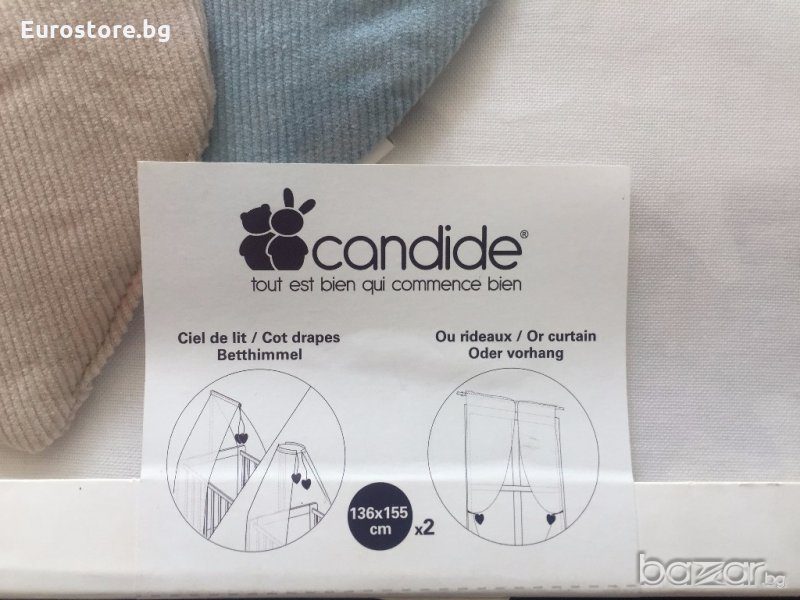 Eurostore.bg
candide®
tout est bien qui commence bien
Ciel de lit / Cot drapes
Betthimmel
Ou rideaux / Or curtain
Oder vorhang
136x155
cm
x2
bazar.bg